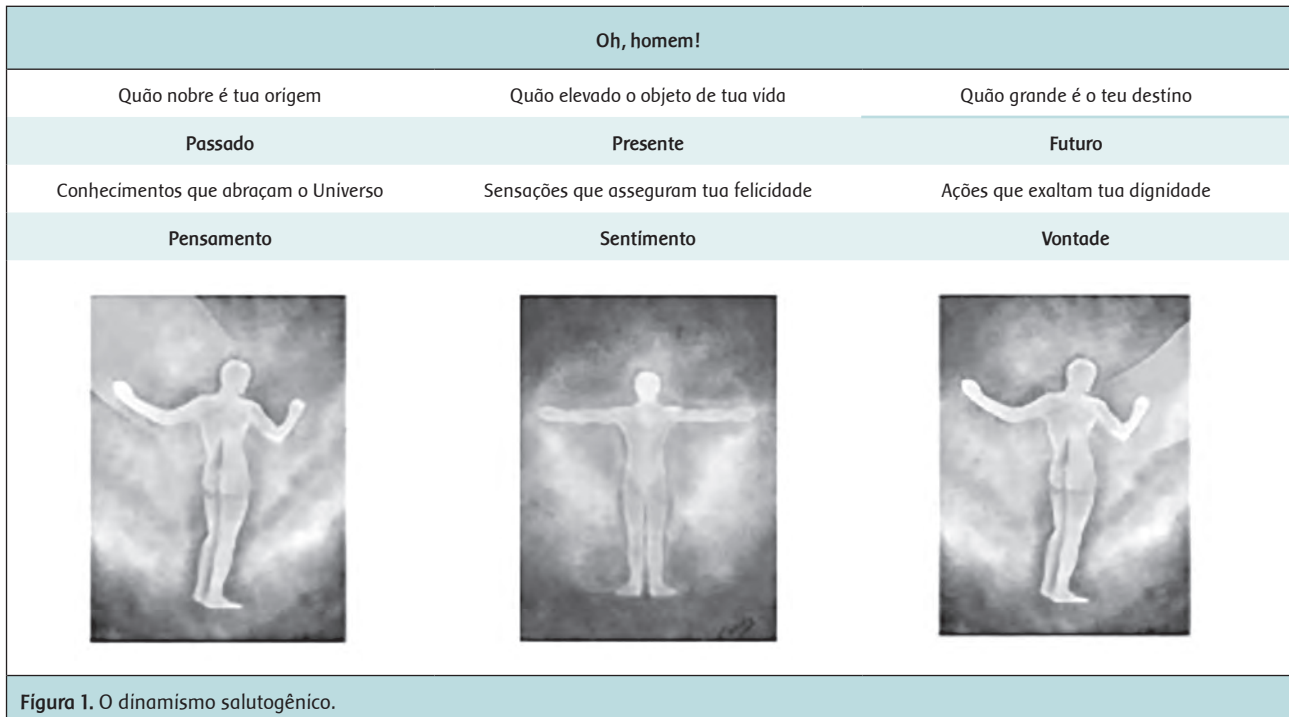 Oh, homem!
Quão nobre é tua origem Quão elevado o objeto de tua vida Quão grande é o teu destino
Passado Presente Futuro
Conhecimentos que abraçam o Universo Sensações que asseguram tua felicidade Ações que exaltam tua dignidade
Pensamento Sentimento Vontade
Figura 1. O dinamismo salutogênico.